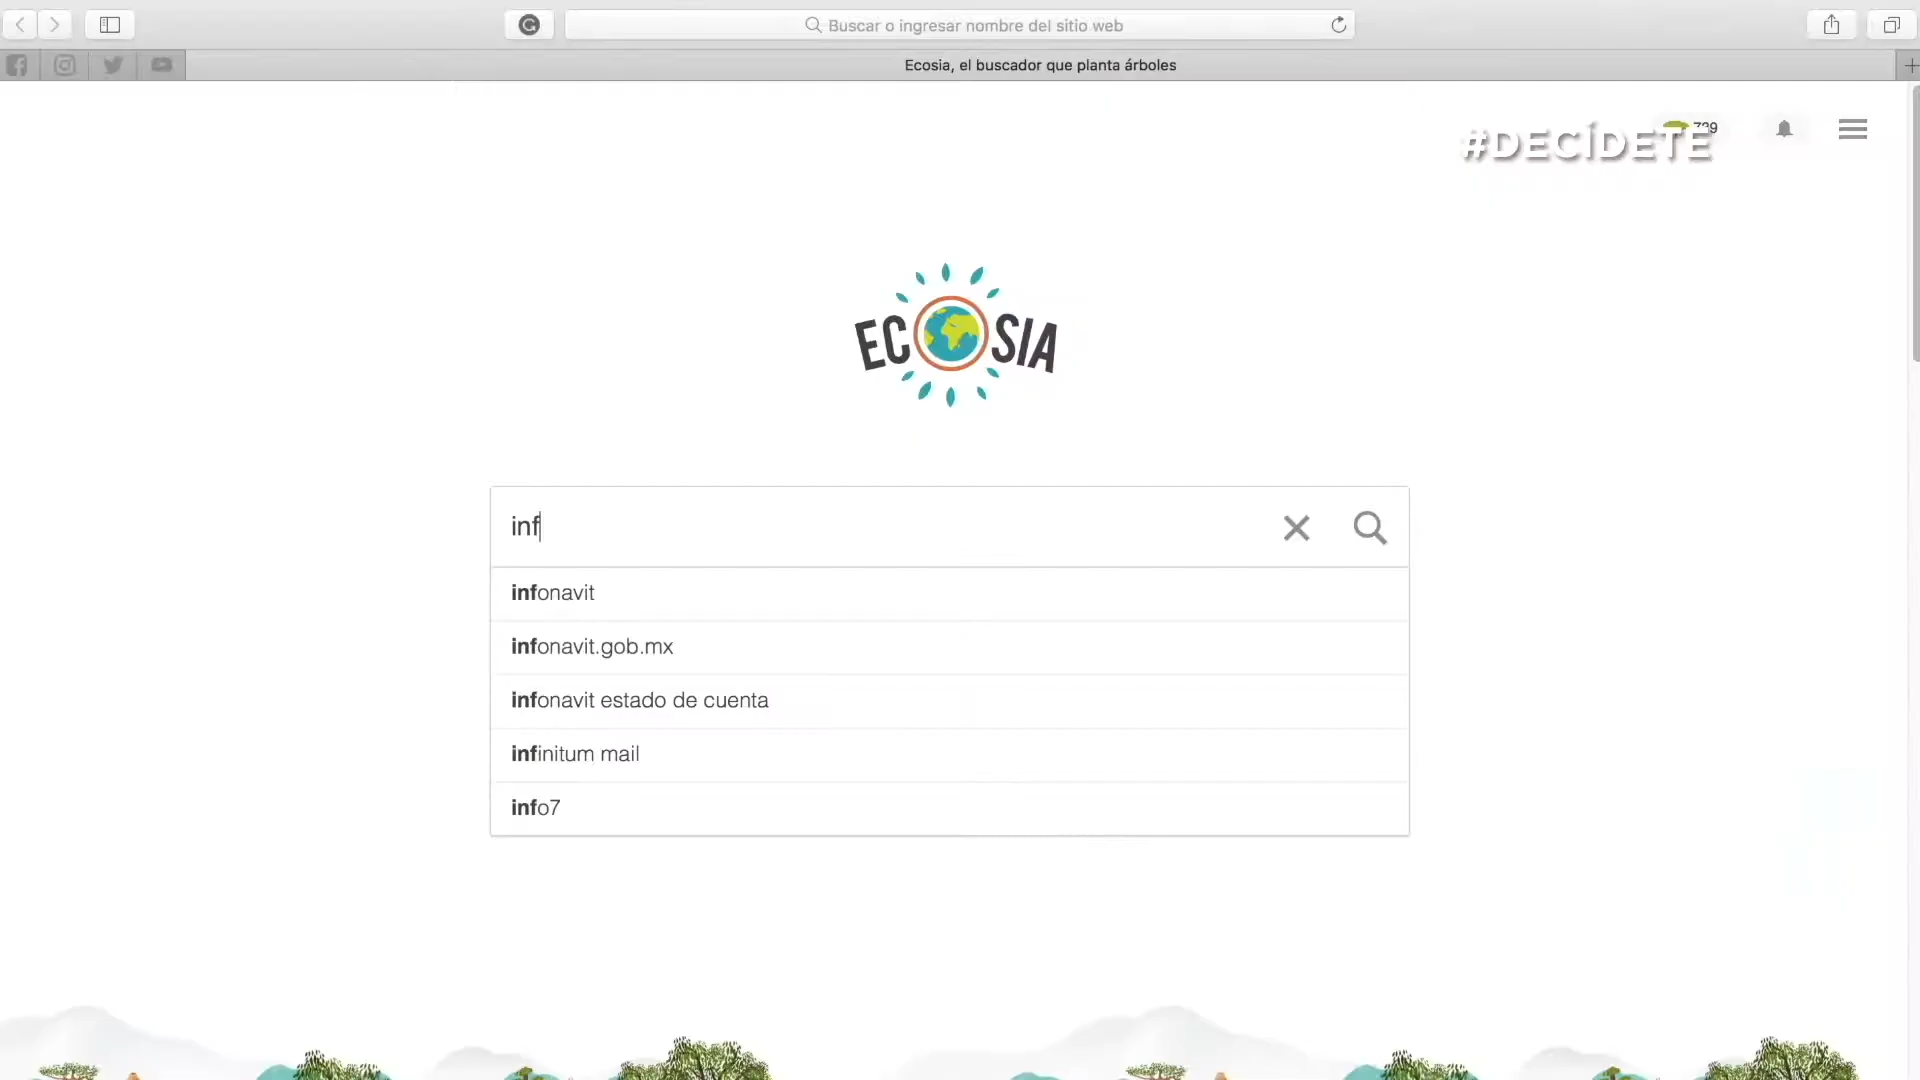 Buscar o ingresar nombre del sitio web
Ecosia, el buscador que planta árboles
#DECÍDETE
ECOSIA
inf
infonavit
infonavit.gob.mx
infonavit estado de cuenta
infinitum mail
info7